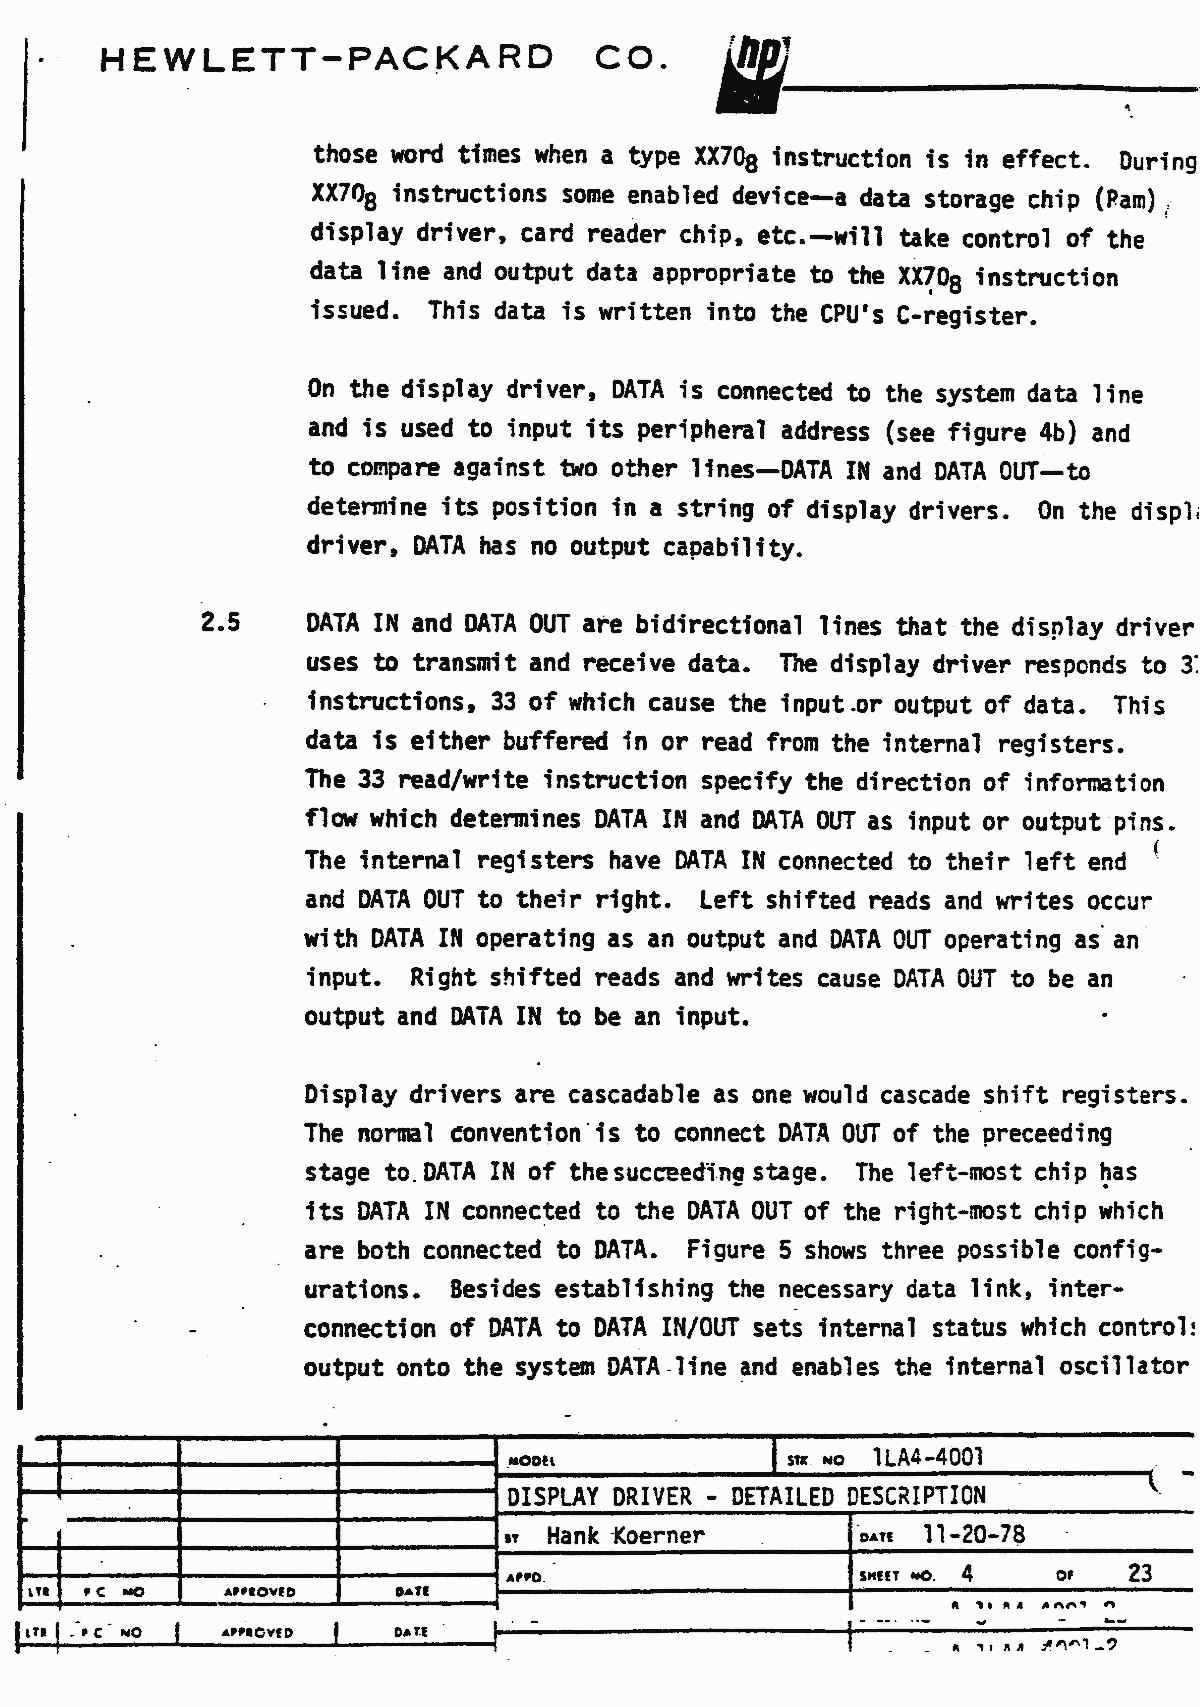 HEWLETT-PACKARD CO.
hp
those word times when a type XX70₈ instruction is in effect. During
XX70₈ instructions some enabled device—a data storage chip (Ram),
display driver, card reader chip, etc.—will take control of the
data line and output data appropriate to the XX70₈ instruction
issued. This data is written into the CPU's C-register.
On the display driver, DATA is connected to the system data line
and is used to input its peripheral address (see figure 4b) and
to compare against two other lines—DATA IN and DATA OUT—to
determine its position in a string of display drivers. On the
driver, DATA has no output capability.
2.5 DATA IN and DATA OUT are bidirectional lines that the display driver
uses to transmit and receive data. The display driver responds to
instructions, 33 of which cause the input or output of data. This
data is either buffered in or read from the internal registers.
The 33 read/write instruction specify the direction of information
flow which determines DATA IN and DATA OUT as input or output pins.
The internal registers have DATA IN connected to their left end
and DATA OUT to their right. Left shifted reads and writes occur
with DATA IN operating as an output and DATA OUT operating as an
input. Right shifted reads and writes cause DATA OUT to be an
output and DATA IN to be an input.
Display drivers are cascadable as one would cascade shift registers.
The normal convention is to connect DATA OUT of the preceeding
stage to DATA IN of the succeeding stage. The left-most chip has
its DATA IN connected to the DATA OUT of the right-most chip which
are both connected to DATA. Figure 5 shows three possible config-
urations. Besides establishing the necessary data link, inter-
connection of DATA to DATA IN/OUT sets internal status which controls
output onto the system DATA line and enables the internal oscillator
MODEL STK NO 1LA4-4001
DISPLAY DRIVER - DETAILED DESCRIPTION
BY Hank Koerner DATE 11-20-78
APPD. SHEET NO. 4 OF 23
LTR P C NO APPROVED DATE
LTR P C NO APPROVED DATE